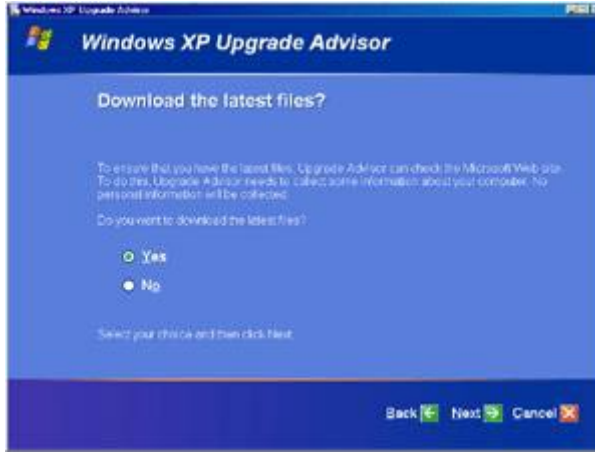 Windows XP Upgrade Advisor
Windows XP Upgrade Advisor
Download the latest files?
To ensure that you have the latest files, Upgrade Advisor can check the Microsoft Web site.
To do this, Upgrade Advisor needs to collect some information about your computer. No
personal information will be collected.
Do you want to download the latest files?
Yes
No
Select your choice and then click Next.
Back Next Cancel